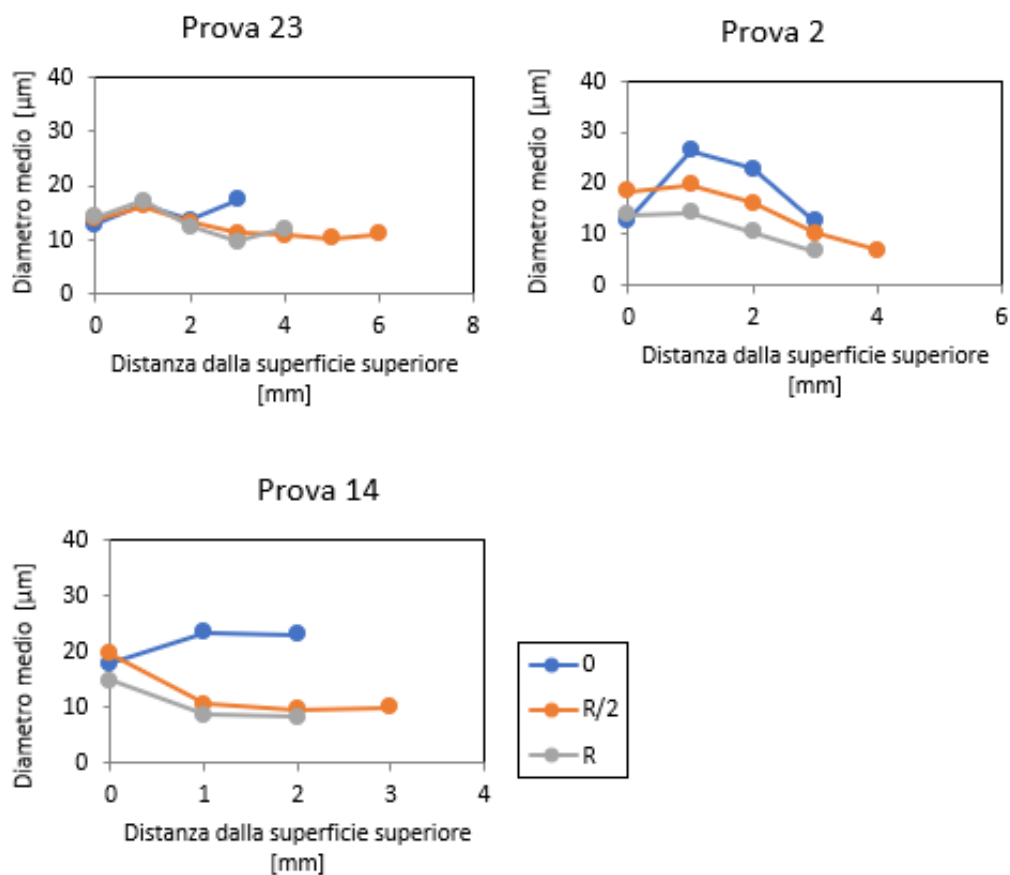 Prova 23
Diametro medio [µm]
40
30
20
10
0
0 2 4 6 8
Distanza dalla superficie superiore
[mm]
Prova 2
Diametro medio [µm]
40
30
20
10
0
0 2 4 6
Distanza dalla superficie superiore
[mm]
Prova 14
Diametro medio [µm]
40
30
20
10
0
0 1 2 3 4
Distanza dalla superficie superiore
[mm]
0
R/2
R